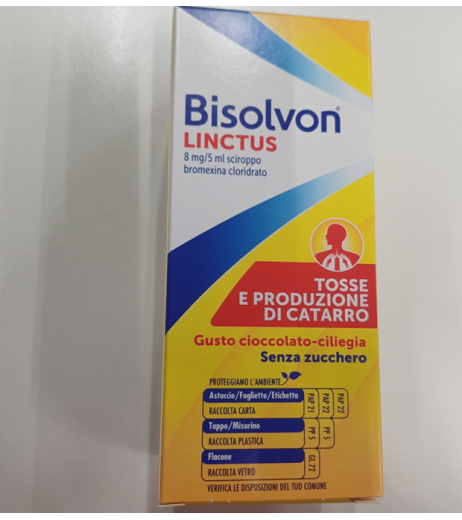 Bisolvon®
LINCTUS
8 mg/5 ml sciroppo
bromexina cloridrato
TOSSE
E PRODUZIONE
DI CATARRO
Gusto cioccolato-ciliegia
Senza zucchero
PROTEGGIAMO L'AMBIENTE
Astuccio/Foglietto/Etichetta
RACCOLTA CARTA
PAP 21
PAP 22
PAP 22
Tappo/Misurino
RACCOLTA PLASTICA
PP 5
PP 5
Flacone
RACCOLTA VETRO
GL 72
VERIFICA LE DISPOSIZIONI DEL TUO COMUNE